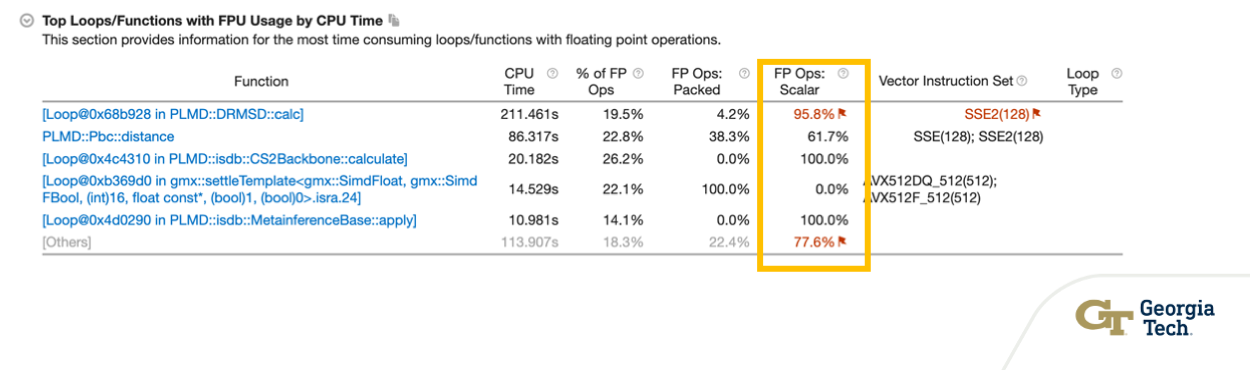 Top Loops/Functions with FPU Usage by CPU Time
This section provides information for the most time consuming loops/functions with floating point operations.
Function CPU Time % of FP Ops FP Ops: Packed FP Ops: Scalar Vector Instruction Set Loop Type
[Loop@0x68b928 in PLMD::DRMSD::calc] 211.461s 19.5% 4.2% 95.8% SSE2(128)
PLMD::Pbc::distance 86.317s 22.8% 38.3% 61.7% SSE(128); SSE2(128)
[Loop@0x4c4310 in PLMD::isdb::CS2Backbone::calculate] 20.182s 26.2% 0.0% 100.0%
[Loop@0xb369d0 in gmx::settleTemplate<gmx::SimdFloat, gmx::Simd
FBool, (int)16, float const*, (bool)1, (bool)0>.isra.24] 14.529s 22.1% 100.0% 0.0% AVX512DQ_512(512);
AVX512F_512(512)
[Loop@0x4d0290 in PLMD::isdb::MetainferenceBase::apply] 10.981s 14.1% 0.0% 100.0%
[Others] 113.907s 18.3% 22.4% 77.6%
GT Georgia
Tech